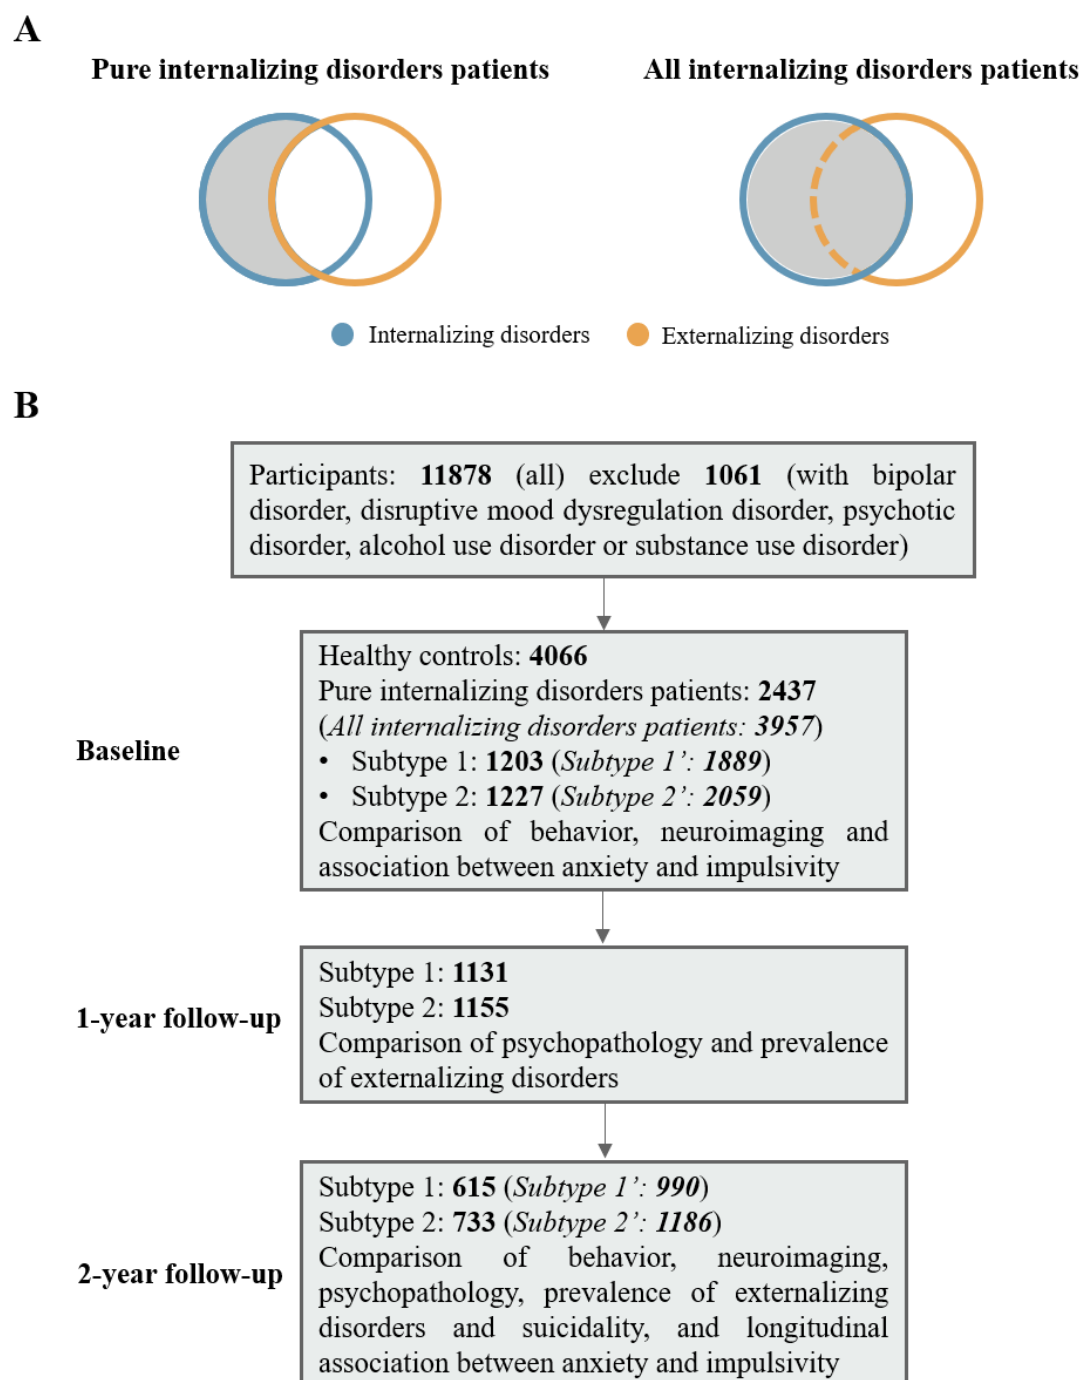 A
Pure internalizing disorders patients
All internalizing disorders patients
Internalizing disorders
Externalizing disorders
B
Participants: 11878 (all) exclude 1061 (with bipolar
disorder, disruptive mood dysregulation disorder, psychotic
disorder, alcohol use disorder or substance use disorder)
Baseline
Healthy controls: 4066
Pure internalizing disorders patients: 2437
(All internalizing disorders patients: 3957)
• Subtype 1: 1203 (Subtype 1’: 1889)
• Subtype 2: 1227 (Subtype 2’: 2059)
Comparison of behavior, neuroimaging and
association between anxiety and impulsivity
1-year follow-up
Subtype 1: 1131
Subtype 2: 1155
Comparison of psychopathology and prevalence
of externalizing disorders
2-year follow-up
Subtype 1: 615 (Subtype 1’: 990)
Subtype 2: 733 (Subtype 2’: 1186)
Comparison of behavior, neuroimaging,
psychopathology, prevalence of externalizing
disorders and suicidality, and longitudinal
association between anxiety and impulsivity